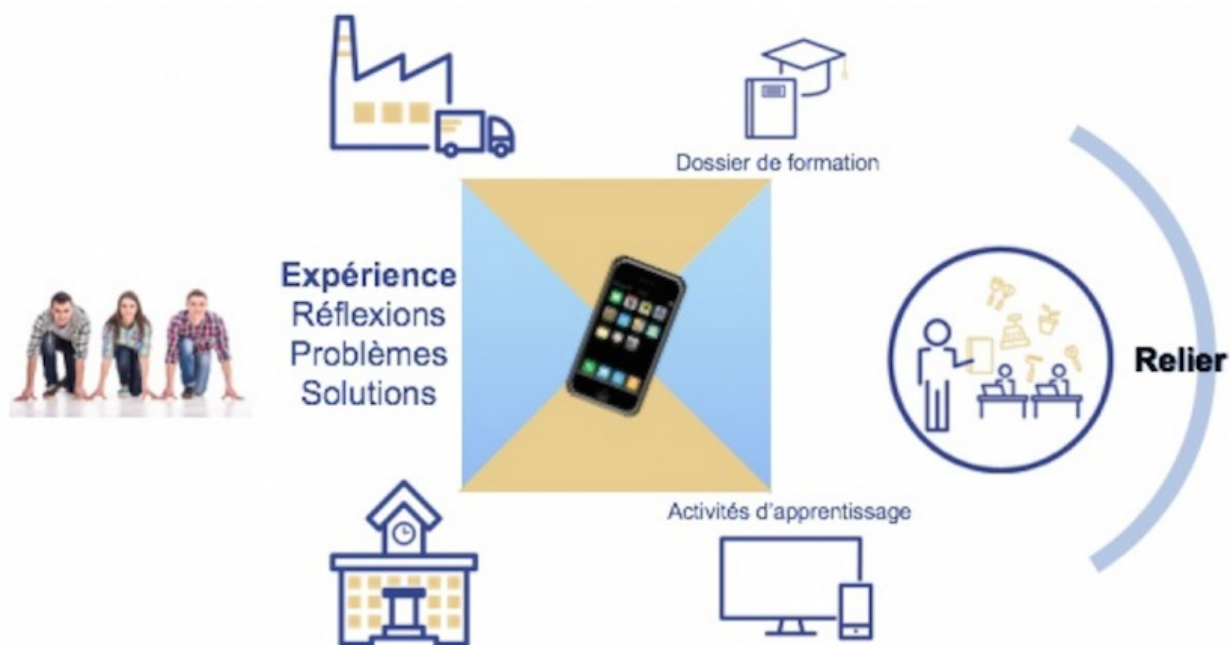 Dossier de formation
Expérience
Réflexions
Problèmes
Solutions
Relier
Activités d'apprentissage